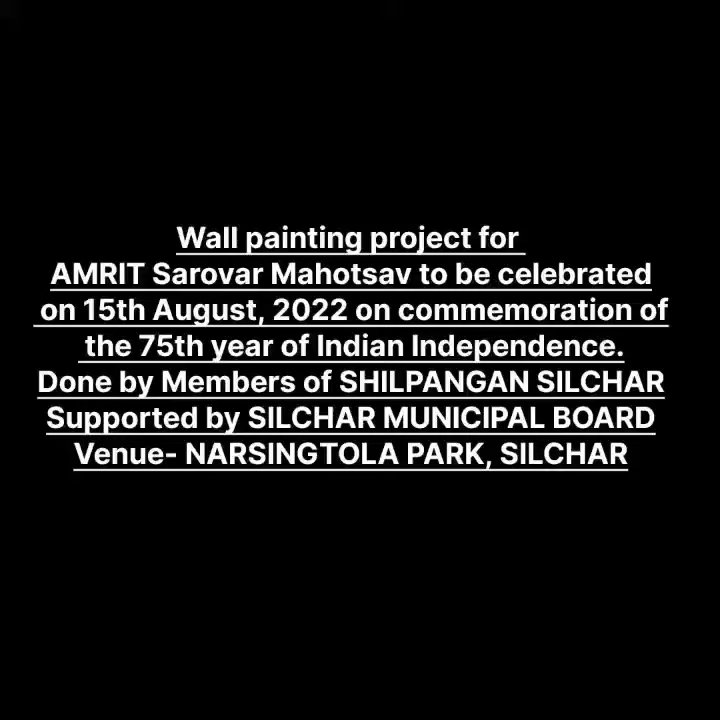 Wall painting project for
AMRIT Sarovar Mahotsav to be celebrated
on 15th August, 2022 on commemoration of
the 75th year of Indian Independence.
Done by Members of SHILPANGAN SILCHAR
Supported by SILCHAR MUNICIPAL BOARD
Venue- NARSINGTOLA PARK, SILCHAR